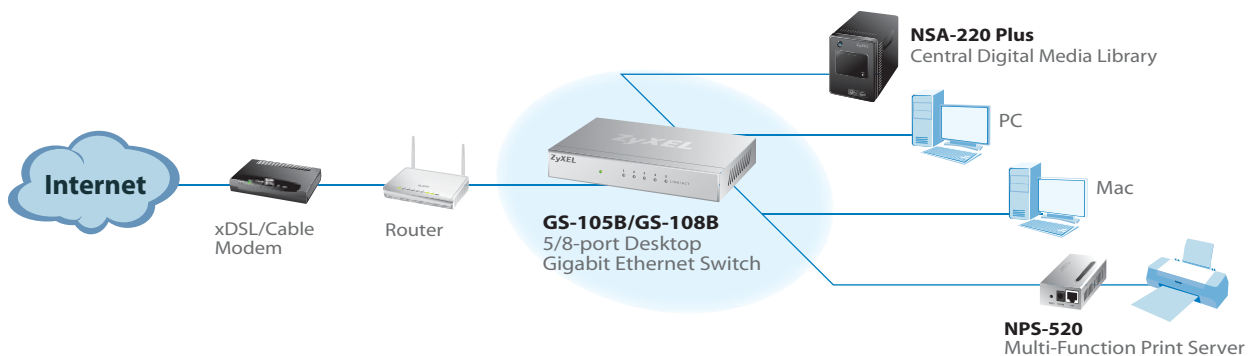 NSA-220 Plus
Central Digital Media Library
PC
ZyXEL
ZyXEL
Internet
Mac
xDSL/Cable
Modem
Router
GS-105B/GS-108B
5/8-port Desktop
Gigabit Ethernet Switch
NPS-520
Multi-Function Print Server